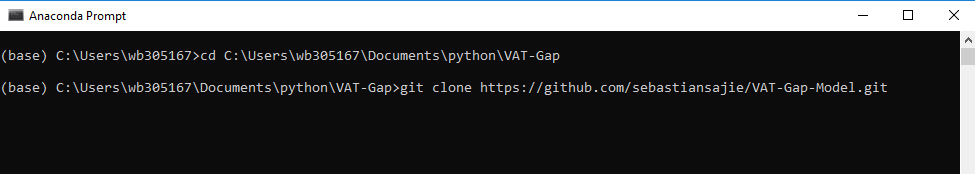 Anaconda Prompt
(base) C:\Users\wb305167>cd C:\Users\wb305167\Documents\python\VAT-Gap
(base) C:\Users\wb305167\Documents\python\VAT-Gap>git clone https://github.com/sebastiansajie/VAT-Gap-Model.git